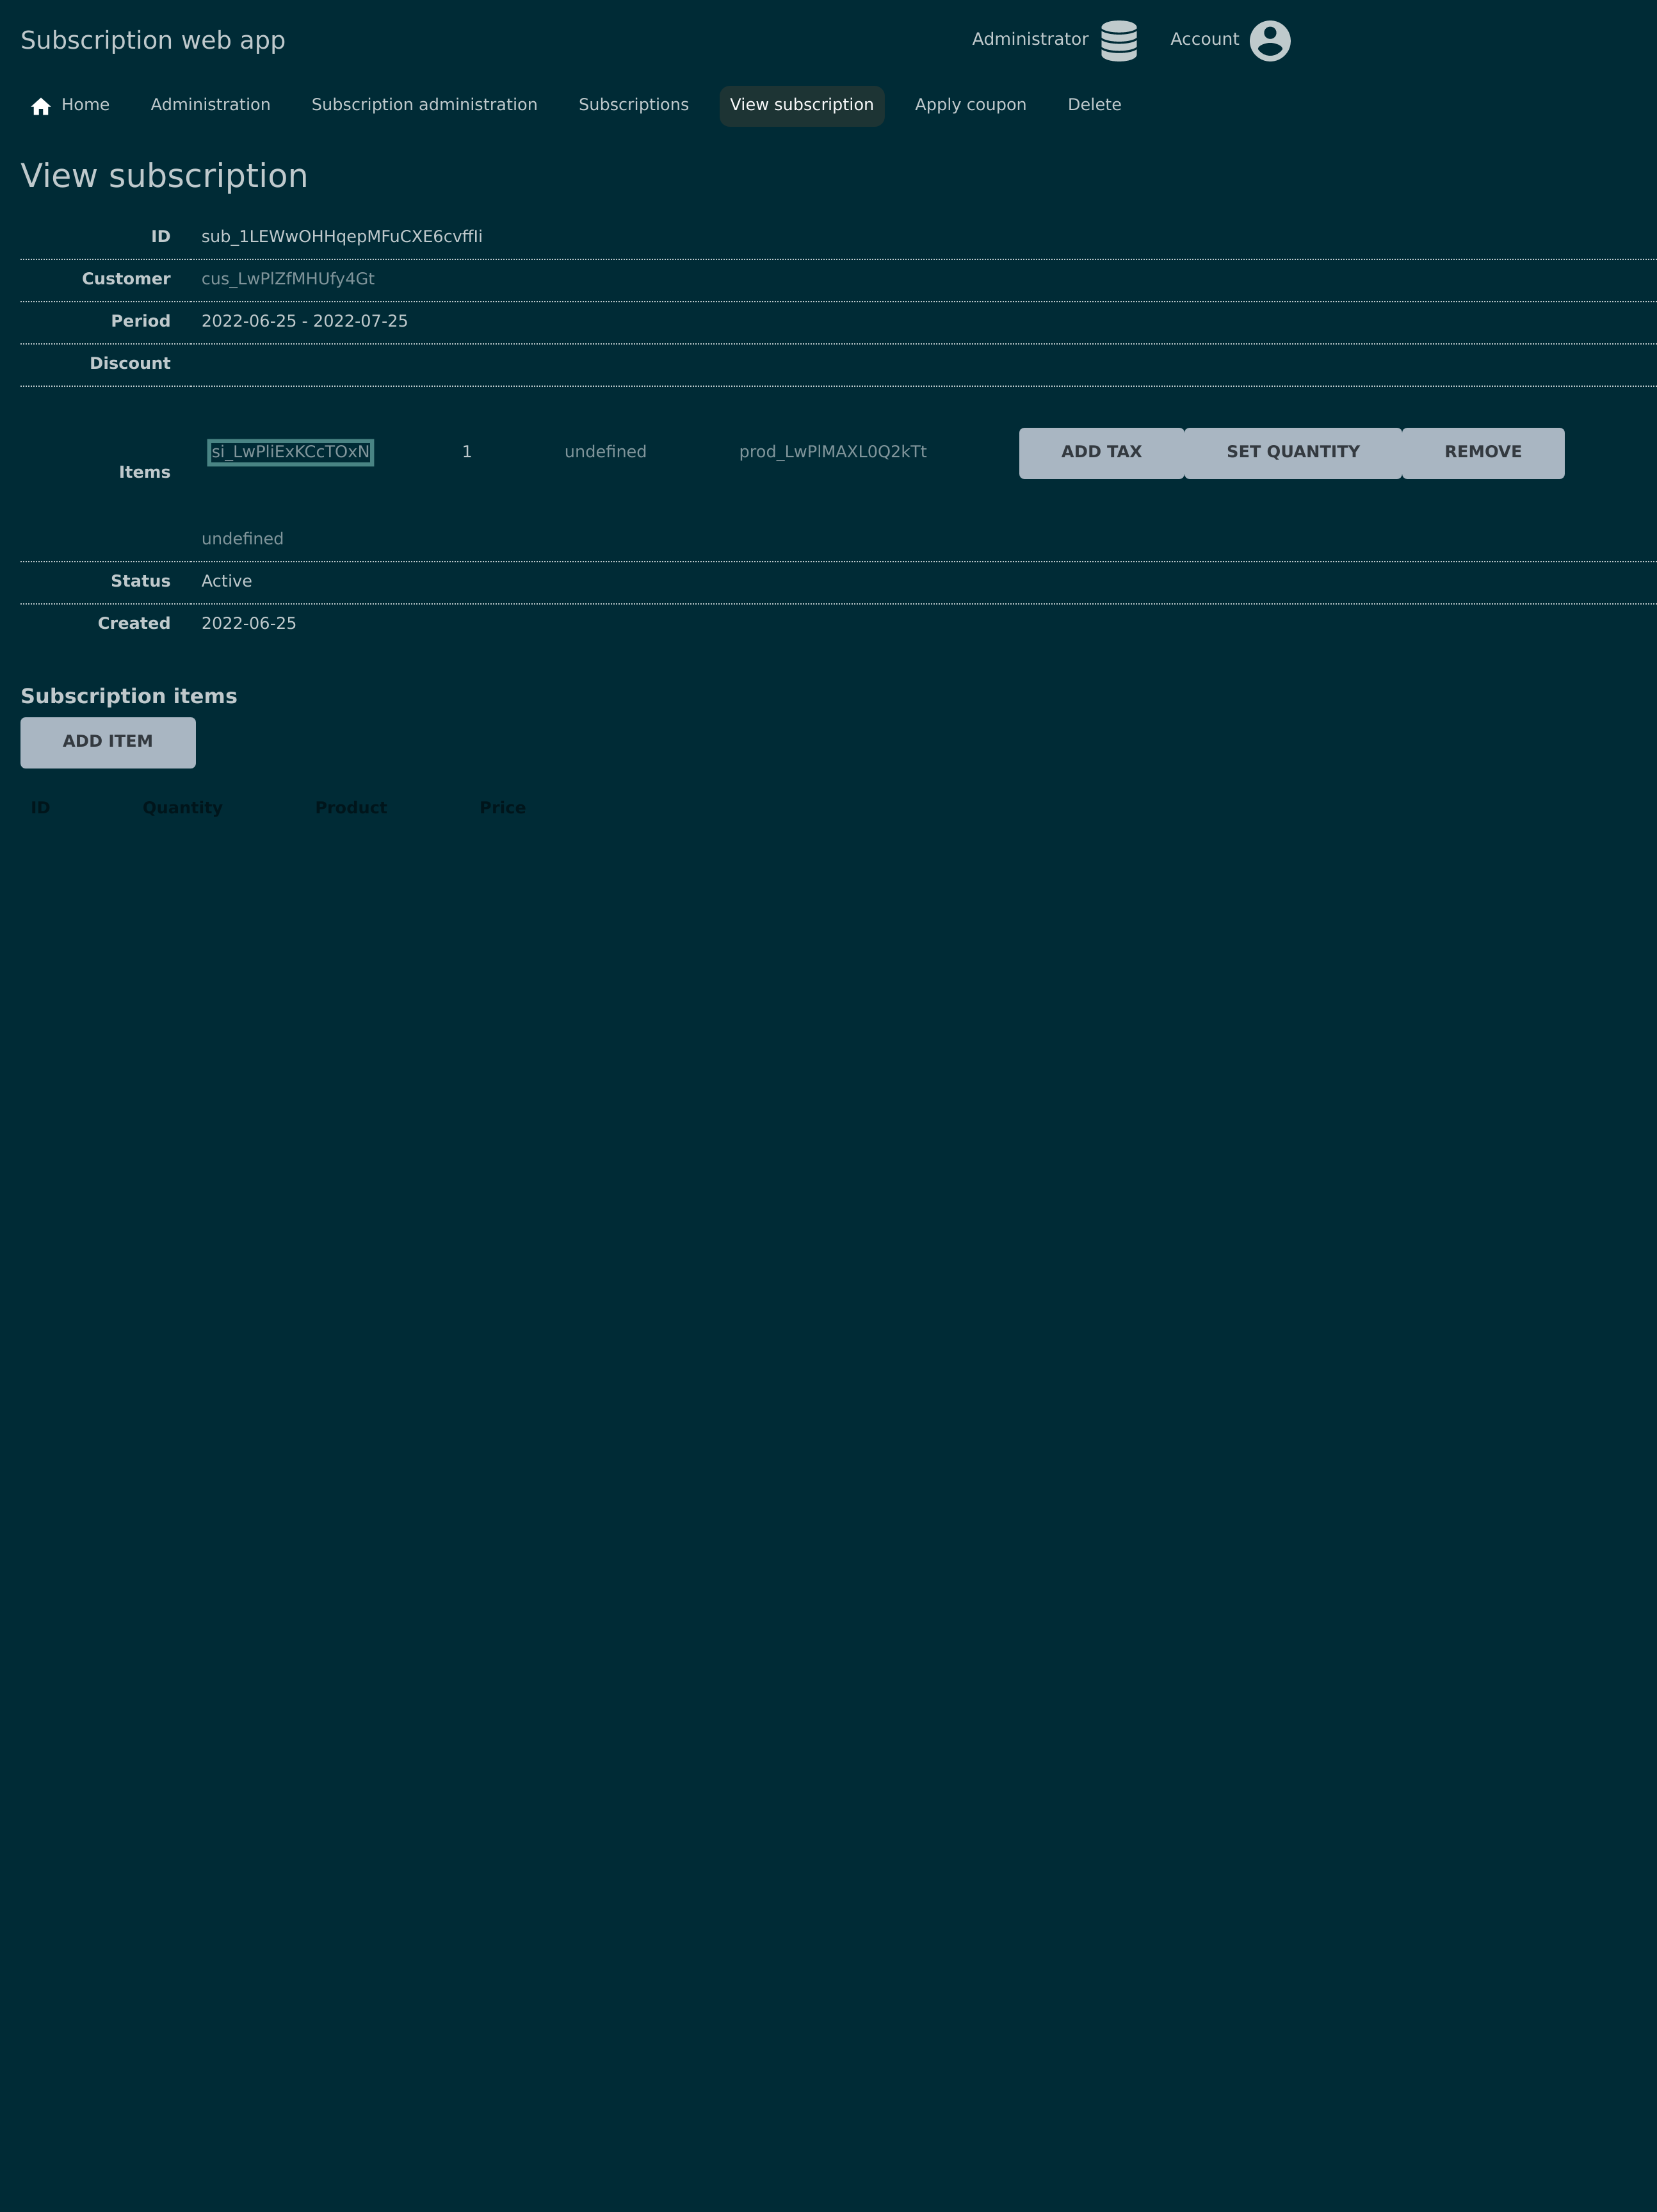 Subscription web app Administrator Account
Home Administration Subscription administration Subscriptions View subscription Apply coupon Delete
View subscription
ID sub_1LEWwOHHqepMFuCXE6cvffIi
Customer cus_LwPlZfMHUfy4Gt
Period 2022-06-25 - 2022-07-25
Discount
Items si_LwPliExKCcTOxN 1 undefined prod_LwPlMAXL0Q2kTt ADD TAX SET QUANTITY REMOVE
undefined
Status Active
Created 2022-06-25
Subscription items
ADD ITEM
ID Quantity Product Price